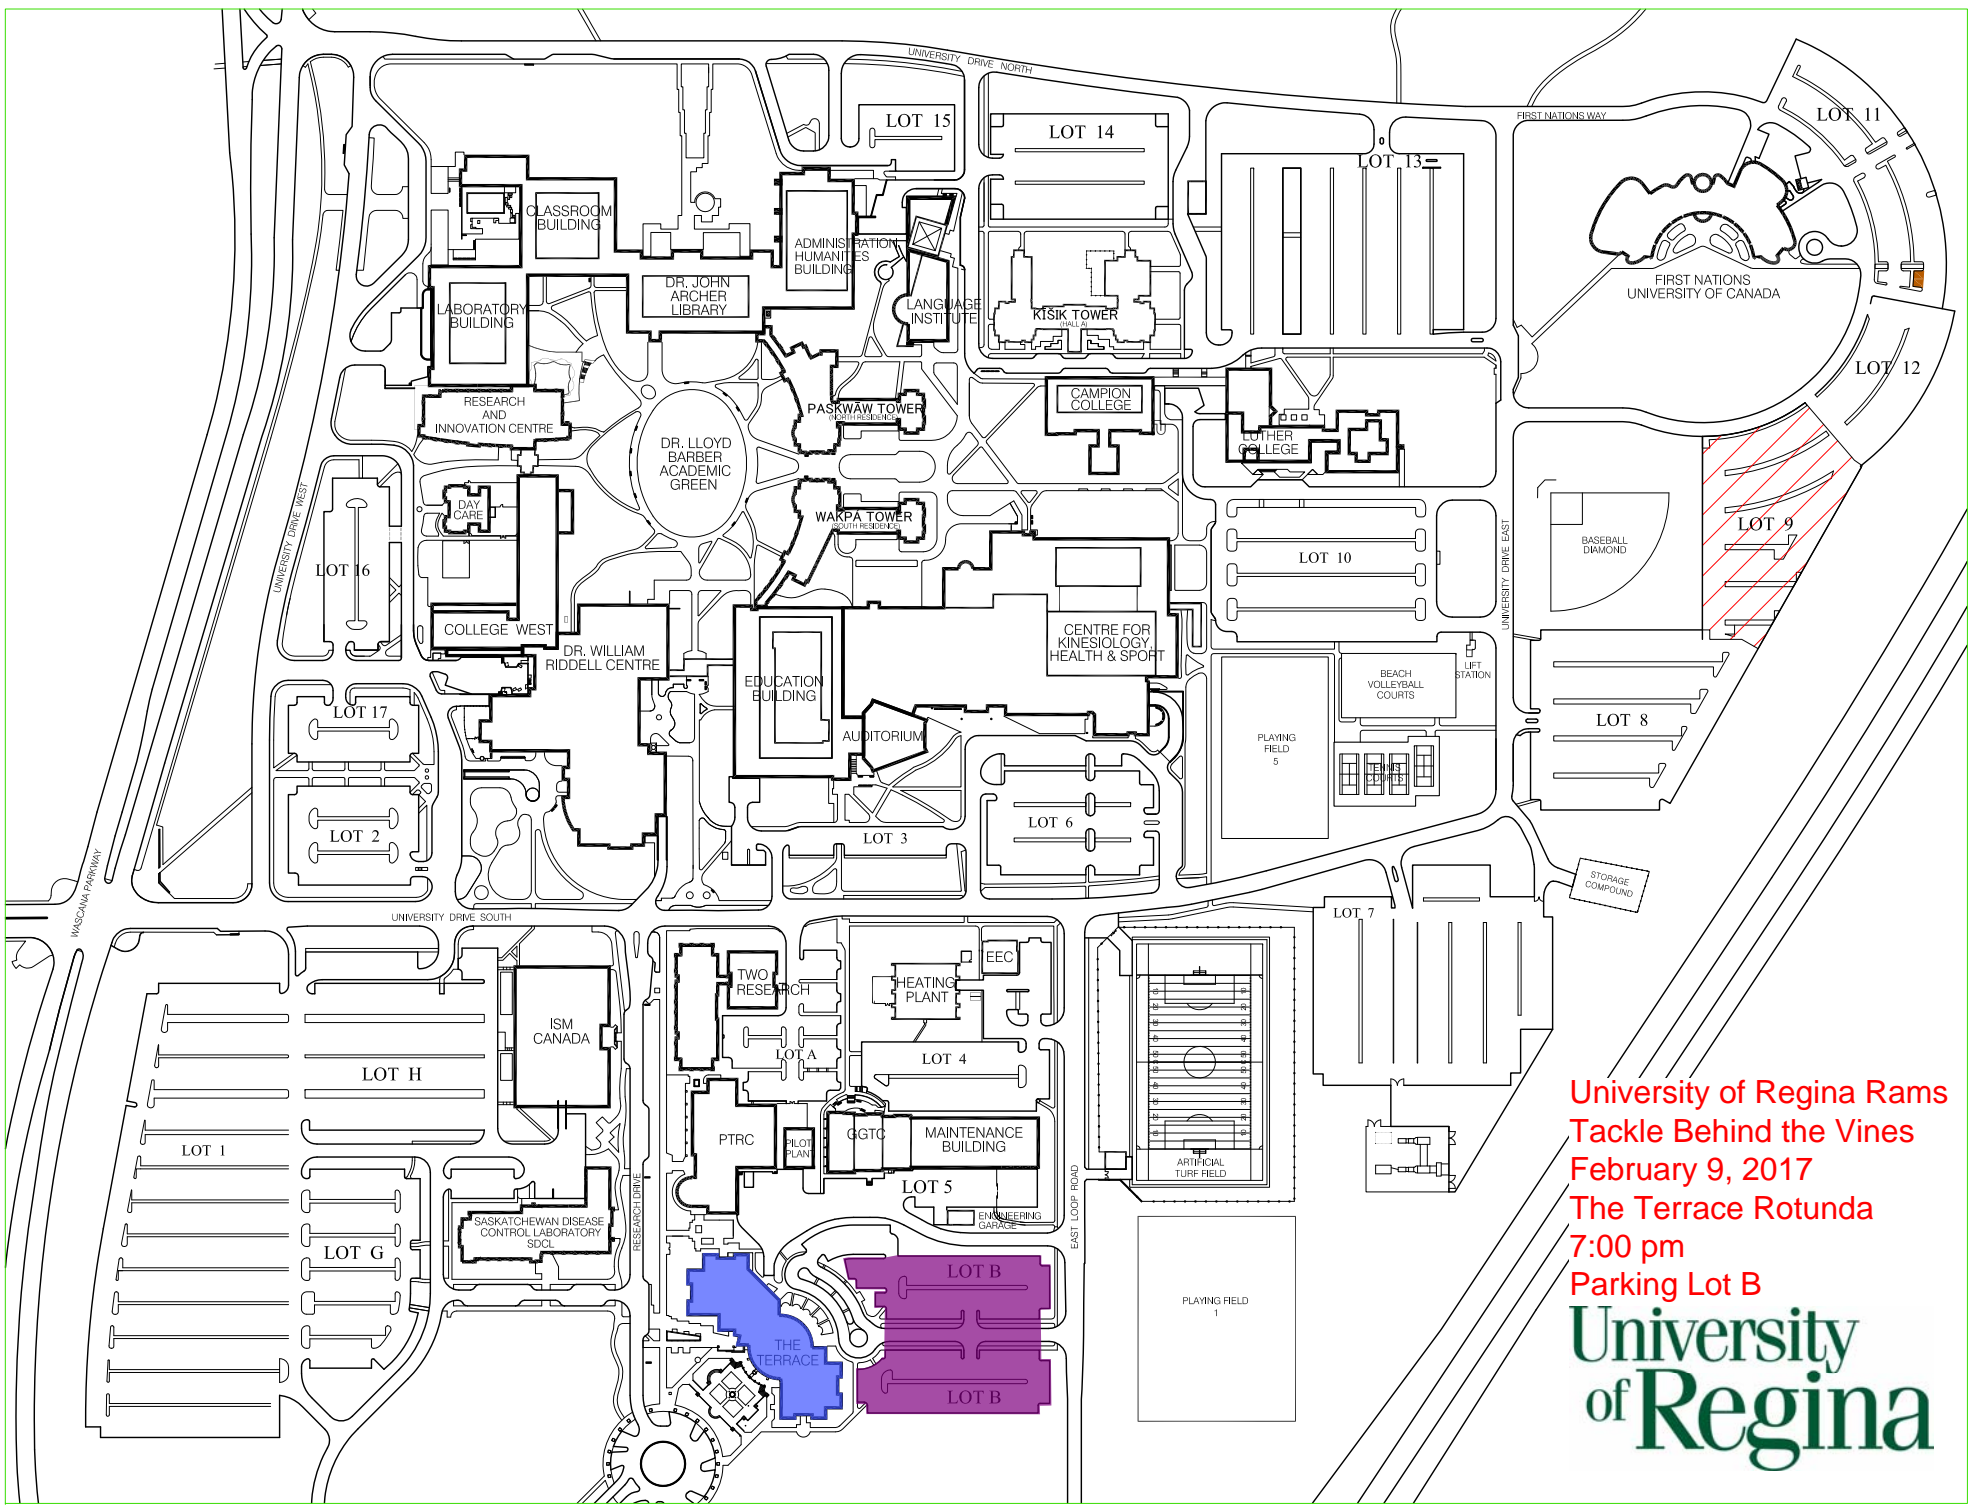 UNIVERSITY DRIVE NORTH
FIRST NATIONS WAY
LOT 11
LOT 15
LOT 14
LOT 13
CLASSROOM
BUILDING
ADMINISTRATION
HUMANITIES
BUILDING
DR. JOHN
ARCHER
LIBRARY
LABORATORY
BUILDING
LANGUAGE
INSTITUTE
KĪŠIK TOWER
(HALL A)
FIRST NATIONS
UNIVERSITY OF CANADA
LOT 12
RESEARCH
AND
INNOVATION CENTRE
PASKWĀW TOWER
(NORTH RESIDENCE)
CAMPION
COLLEGE
LUTHER
COLLEGE
DR. LLOYD
BARBER
ACADEMIC
GREEN
DAY
CARE
WAKPÁ TOWER
(SOUTH RESIDENCE)
UNIVERSITY DRIVE WEST
LOT 16
LOT 10
UNIVERSITY DRIVE EAST
BASEBALL
DIAMOND
LOT 9
COLLEGE WEST
DR. WILLIAM
RIDDELL CENTRE
CENTRE FOR
KINESIOLOGY,
HEALTH & SPORT
EDUCATION
BUILDING
AUDITORIUM
BEACH
VOLLEYBALL
COURTS
LIFT
STATION
LOT 17
LOT 8
PLAYING
FIELD
5
TENNIS
COURTS
LOT 2
LOT 3
LOT 6
WASCANA PARKWAY
STORAGE
COMPOUND
UNIVERSITY DRIVE SOUTH
LOT 7
TWO
RESEARCH
HEATING
PLANT
EEC
ISM
CANADA
LOT A
LOT 4
LOT H
LOT 1
PTRC
PILOT
PLANT
GGTC
MAINTENANCE
BUILDING
ARTIFICIAL
TURF FIELD
LOT 5
ENGINEERING
GARAGE
EAST LOOP ROAD
RESEARCH DRIVE
SASKATCHEWAN DISEASE
CONTROL LABORATORY
SDCL
LOT G
LOT B
THE
TERRACE
LOT B
PLAYING FIELD
1
University of Regina Rams
Tackle Behind the Vines
February 9, 2017
The Terrace Rotunda
7:00 pm
Parking Lot B
University
of Regina